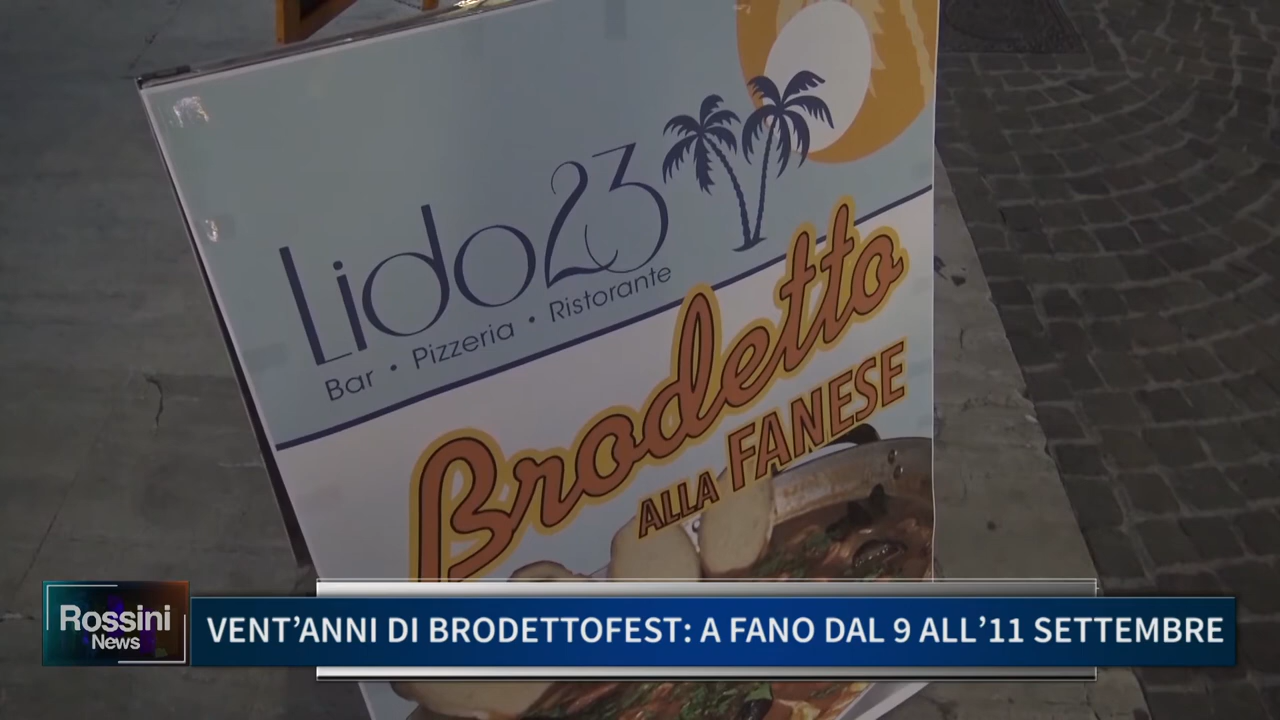 Lido23
Bar • Pizzeria • Ristorante
Brodetto
ALLA FANESE
Rossini
News
VENT’ANNI DI BRODETTOFEST: A FANO DAL 9 ALL’11 SETTEMBRE